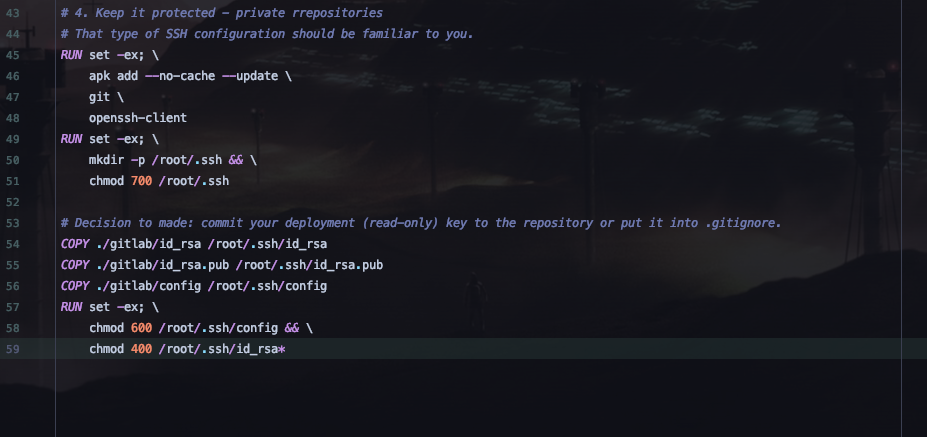 43 # 4. Keep it protected - private rrepositories
44 # That type of SSH configuration should be familiar to you.
45 RUN set -ex; \
46     apk add --no-cache --update \
47     git \
48     openssh-client
49 RUN set -ex; \
50     mkdir -p /root/.ssh && \
51     chmod 700 /root/.ssh
52
53 # Decision to made: commit your deployment (read-only) key to the repository or put it into .gitignore.
54 COPY ./gitlab/id_rsa /root/.ssh/id_rsa
55 COPY ./gitlab/id_rsa.pub /root/.ssh/id_rsa.pub
56 COPY ./gitlab/config /root/.ssh/config
57 RUN set -ex; \
58     chmod 600 /root/.ssh/config && \
59     chmod 400 /root/.ssh/id_rsa*